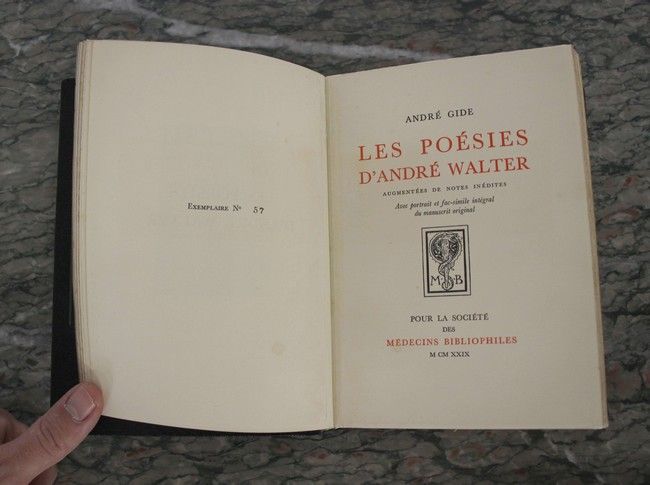 EXEMPLAIRE No 57
ANDRÉ GIDE
LES POÉSIES
D'ANDRÉ WALTER
AUGMENTÉES DE NOTES INÉDITES
Avec portrait et fac-simile intégral
du manuscrit original
M B
POUR LA SOCIÉTÉ
DES
MÉDECINS BIBLIOPHILES
M CM XXIX